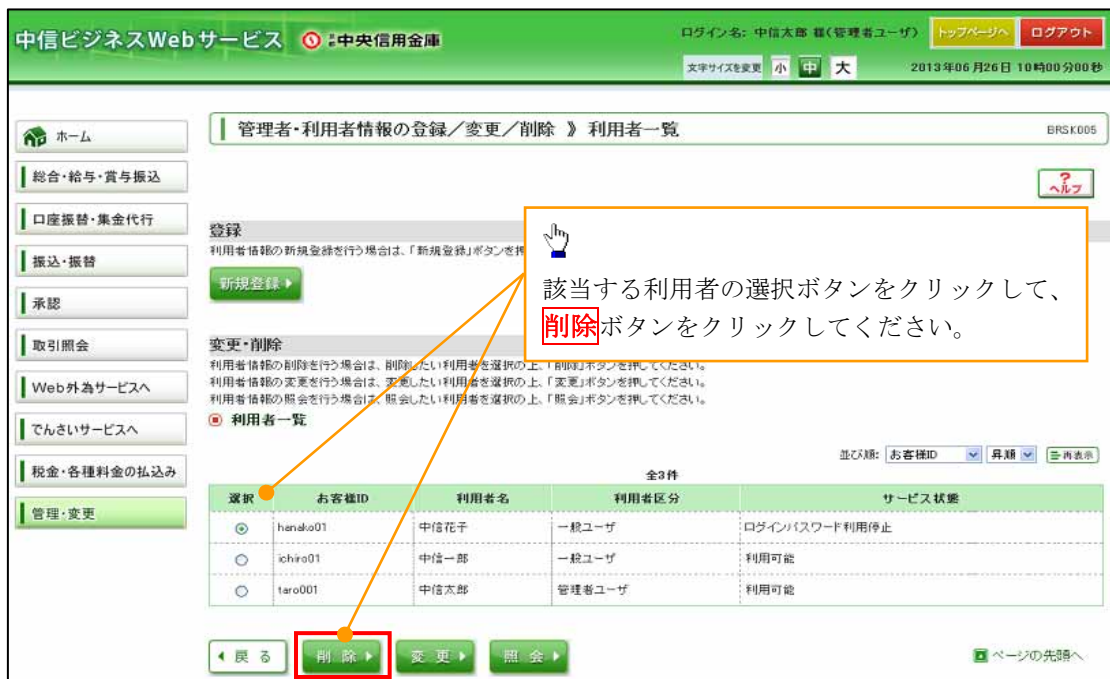 中信ビジネスWebサービス 中央信用金庫
ログイン名: 中信太郎 様(管理者ユーザ) トップページへ ログアウト
文字サイズを変更 小 中 大 2013年06月26日 10時00分00秒
ホーム
総合・給与・賞与振込
口座振替・集金代行
振込・振替
承認
取引照会
Web外為サービスへ
でんさいサービスへ
税金・各種料金の払込み
管理・変更
管理者・利用者情報の登録／変更／削除 》 利用者一覧 BRSK005
?
ヘルプ
登録
利用者情報の新規登録を行う場合は、「新規登録」ボタンを押
新規登録
該当する利用者の選択ボタンをクリックして、
削除ボタンをクリックしてください。
変更・削除
利用者情報の削除を行う場合は、削除したい利用者を選択の上、「削除」ボタンを押してください。
利用者情報の変更を行う場合は、変更したい利用者を選択の上、「変更」ボタンを押してください。
利用者情報の照会を行う場合は、照会したい利用者を選択の上、「照会」ボタンを押してください。
利用者一覧
並び順: お客様ID 昇順 再表示
全3件
選択 お客様ID 利用者名 利用者区分 サービス状態
hanako01 中信花子 一般ユーザ ログインパスワード利用停止
ichiro01 中信一郎 一般ユーザ 利用可能
taro001 中信太郎 管理者ユーザ 利用可能
戻る 削除 変更 照会 ページの先頭へ